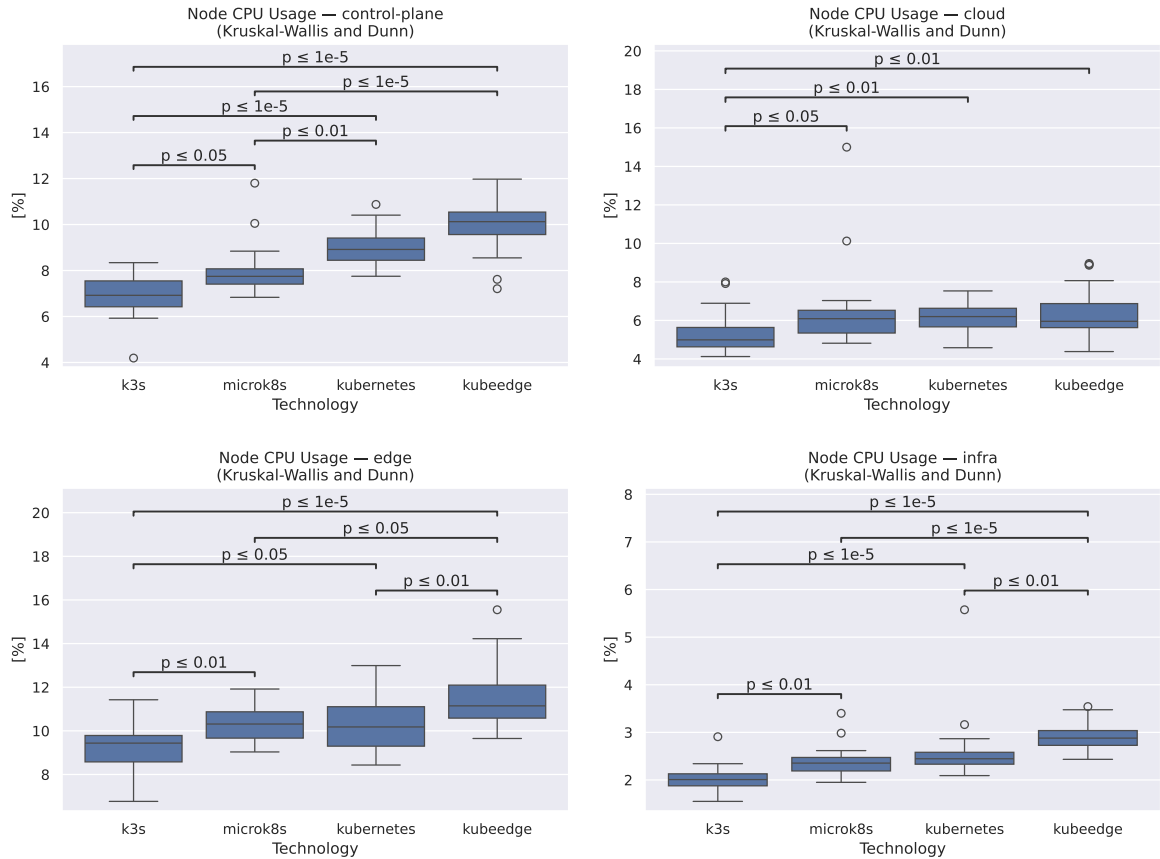 Node CPU Usage — control-plane
(Kruskal-Wallis and Dunn)
p ≤ 1e-5
p ≤ 1e-5
p ≤ 1e-5
p ≤ 0.01
p ≤ 0.05
16
14
12
10
8
6
4
[%]
k3s microk8s kubernetes kubeedge
Technology
Node CPU Usage — cloud
(Kruskal-Wallis and Dunn)
p ≤ 0.01
p ≤ 0.01
p ≤ 0.05
20
18
16
14
12
10
8
6
4
[%]
k3s microk8s kubernetes kubeedge
Technology
Node CPU Usage — edge
(Kruskal-Wallis and Dunn)
p ≤ 1e-5
p ≤ 0.05
p ≤ 0.05
p ≤ 0.01
p ≤ 0.01
20
18
16
14
12
10
8
[%]
k3s microk8s kubernetes kubeedge
Technology
Node CPU Usage — infra
(Kruskal-Wallis and Dunn)
p ≤ 1e-5
p ≤ 1e-5
p ≤ 1e-5
p ≤ 0.01
p ≤ 0.01
8
7
6
5
4
3
2
[%]
k3s microk8s kubernetes kubeedge
Technology